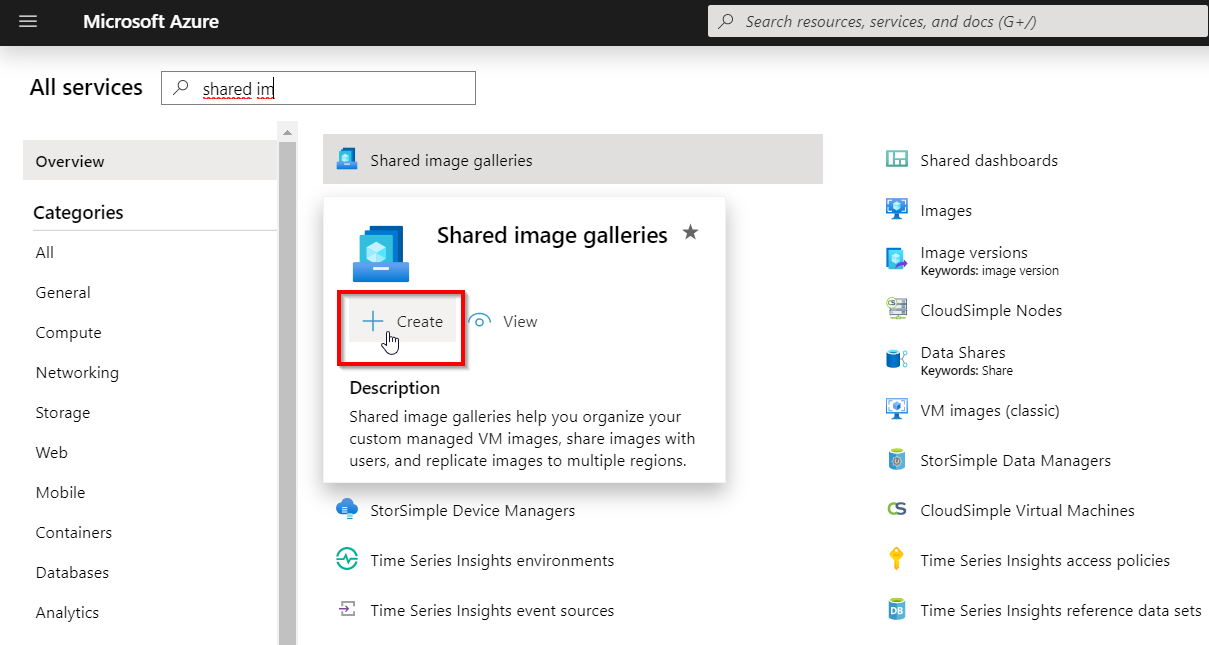 Microsoft Azure
Search resources, services, and docs (G+/)
All services
shared im
Overview
Categories
All
General
Compute
Networking
Storage
Web
Mobile
Containers
Databases
Analytics
Shared image galleries
Shared image galleries
Create
View
Description
Shared image galleries help you organize your
custom managed VM images, share images with
users, and replicate images to multiple regions.
StorSimple Device Managers
Time Series Insights environments
Time Series Insights event sources
Shared dashboards
Images
Image versions
Keywords: image version
CloudSimple Nodes
Data Shares
Keywords: Share
VM images (classic)
StorSimple Data Managers
CloudSimple Virtual Machines
Time Series Insights access policies
Time Series Insights reference data sets